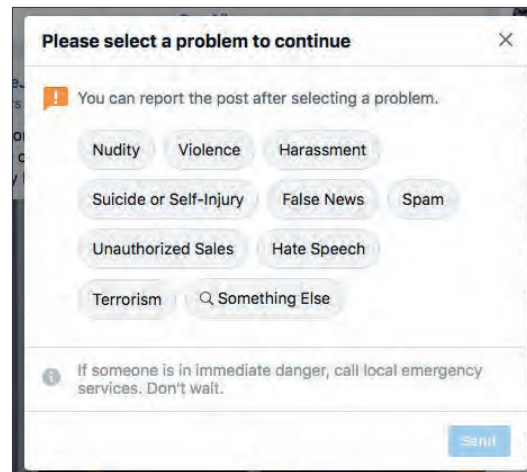 Please select a problem to continue
You can report the post after selecting a problem.
Nudity Violence Harassment
Suicide or Self-Injury False News Spam
Unauthorized Sales Hate Speech
Terrorism Something Else
If someone is in immediate danger, call local emergency
services. Don't wait.
Send